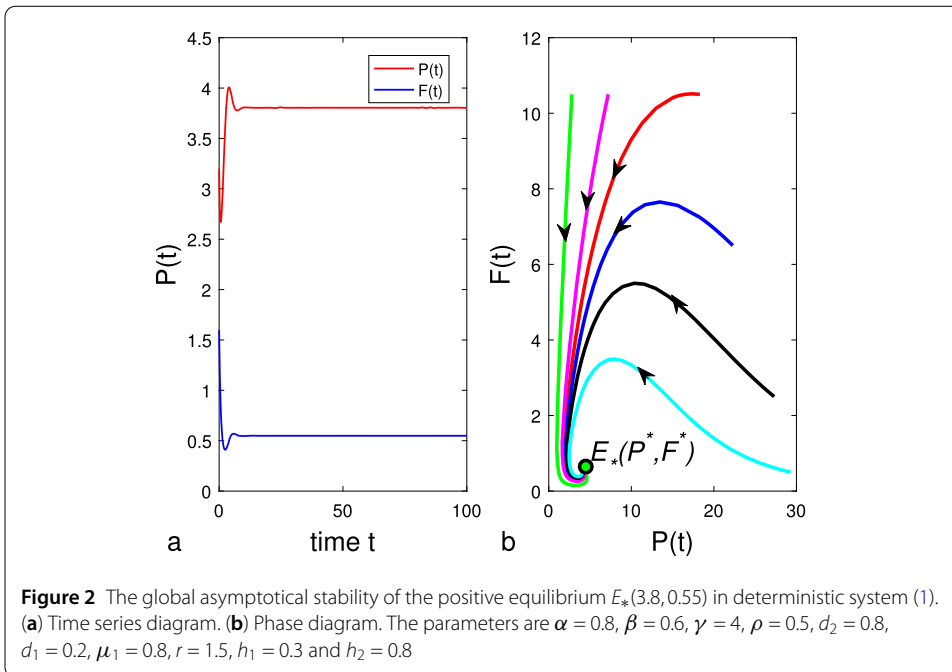 4.5
4
3.5
3
2.5
2
1.5
1
0.5
0
P(t)
P(t)
F(t)
0
50
100
a
time t
12
10
8
6
4
2
0
F(t)
E*(P*,F*)
0
10
20
30
b
P(t)
Figure 2 The global asymptotical stability of the positive equilibrium E∗(3.8, 0.55) in deterministic system (1).
(a) Time series diagram. (b) Phase diagram. The parameters are α = 0.8, β = 0.6, γ = 4, ρ = 0.5, d₂ = 0.8,
d₁ = 0.2, μ₁ = 0.8, r = 1.5, h₁ = 0.3 and h₂ = 0.8